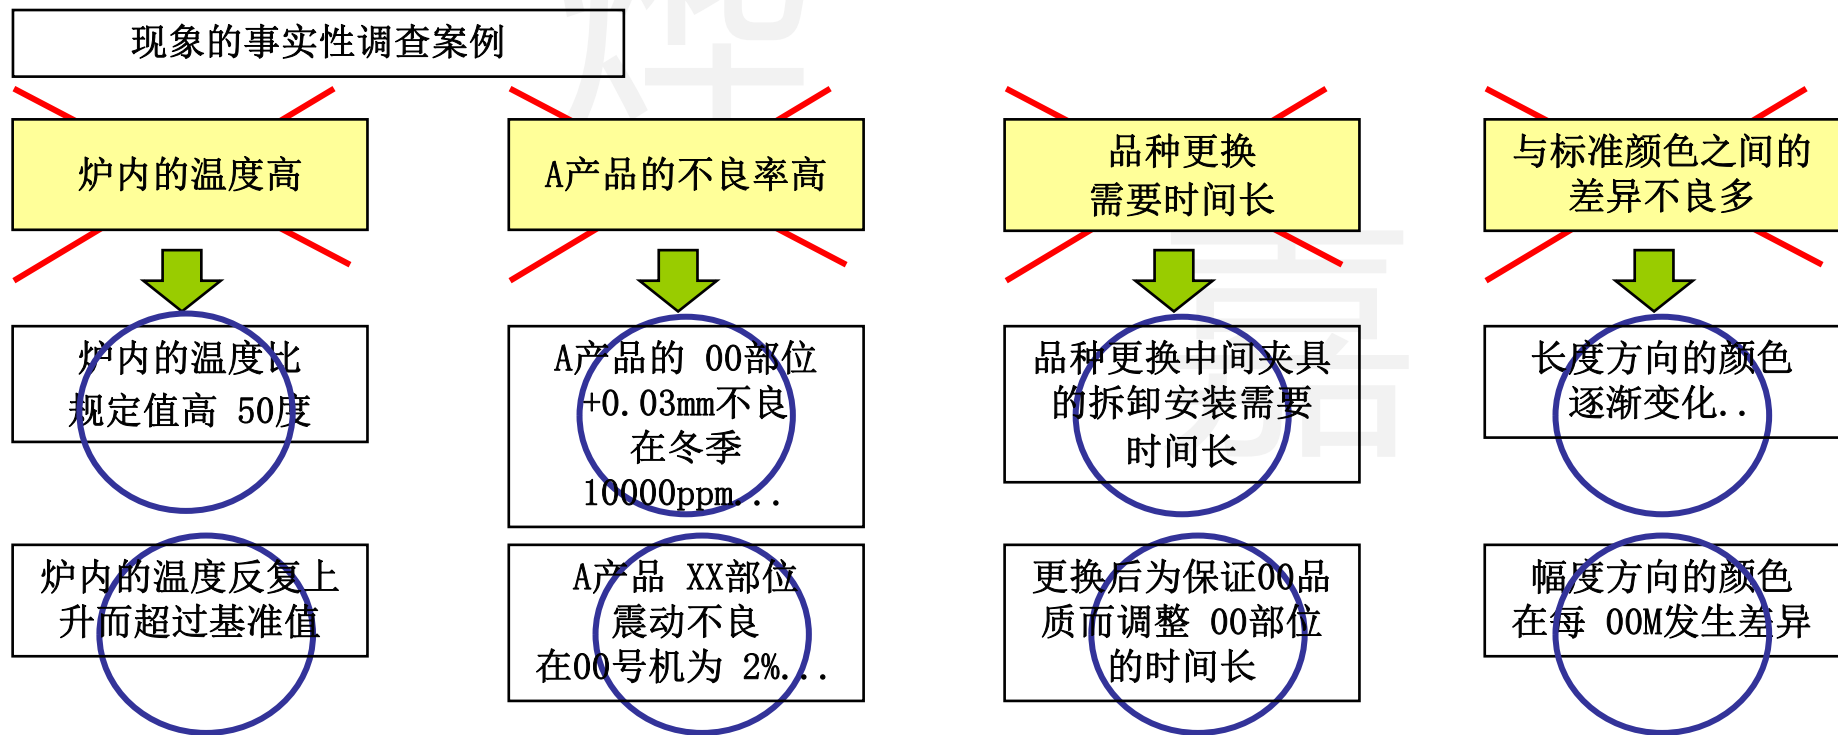 现象的事实性调查案例
炉内的温度高
A产品的不良率高
品种更换
需要时间长
与标准颜色之间的
差异不良多
炉内的温度比
规定值高 50度
A产品的 00部位
+0.03mm不良
在冬季
10000ppm...
品种更换中间夹具
的拆卸安装需要
时间长
长度方向的颜色
逐渐变化..
炉内的温度反复上
升而超过基准值
A产品 XX部位
震动不良
在00号机为 2%...
更换后为保证00品
质而调整 00部位
的时间长
幅度方向的颜色
在每 00M发生差异